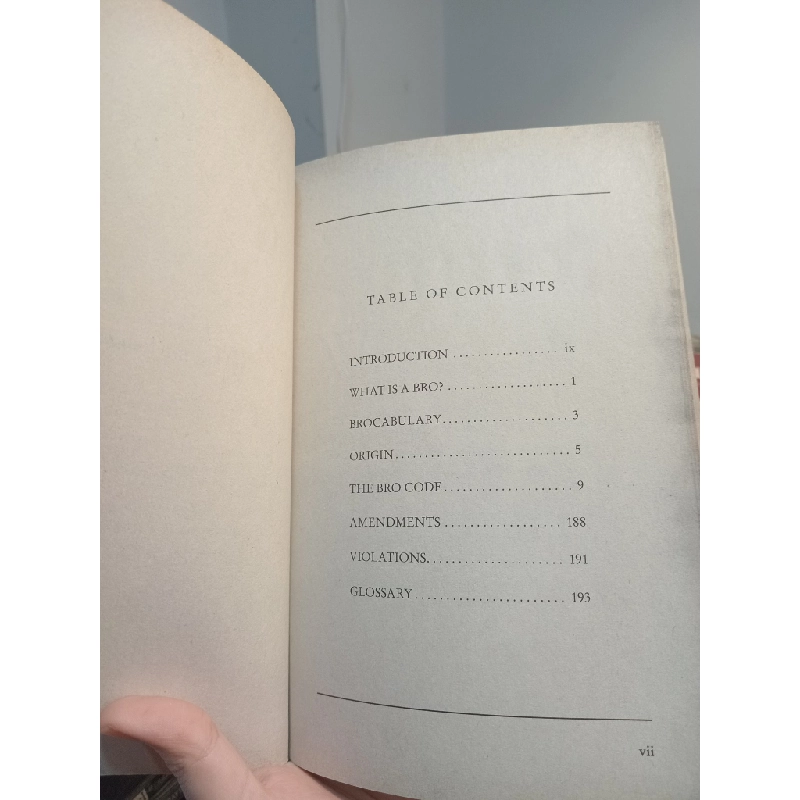 TABLE OF CONTENTS
INTRODUCTION ................. ix
WHAT IS A BRO? .................... 1
BROCABULARY..................... 3
ORIGIN............................. 5
THE BRO CODE ..................... 9
AMENDMENTS ................... 188
VIOLATIONS....................... 191
GLOSSARY ......................... 193
vii